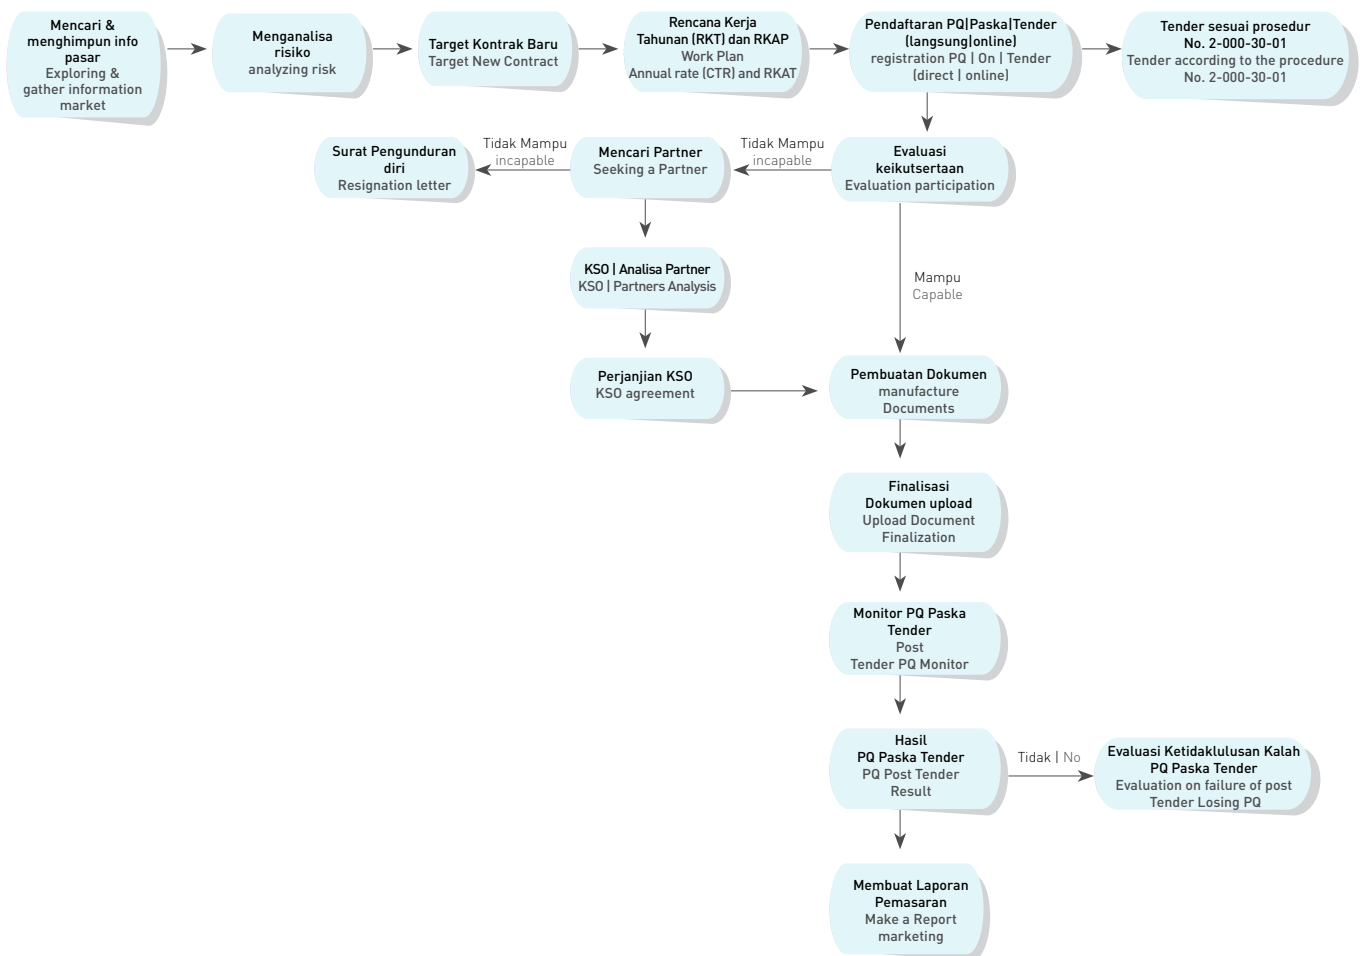 Mencari &
menghimpun info
pasar
Exploring &
gather information
market
Menganalisa
risiko
analyzing risk
Target Kontrak Baru
Target New Contract
Rencana Kerja
Tahunan (RKT) dan RKAP
Work Plan
Annual rate (CTR) and RKAT
Pendaftaran PQ|Paska|Tender
(langsung|online)
registration PQ | On | Tender
(direct | online)
Tender sesuai prosedur
No. 2-000-30-01
Tender according to the procedure
No. 2-000-30-01
Surat Pengunduran
diri
Resignation letter
Tidak Mampu
incapable
Mencari Partner
Seeking a Partner
Tidak Mampu
incapable
Evaluasi
keikutsertaan
Evaluation participation
KSO | Analisa Partner
KSO | Partners Analysis
Mampu
Capable
Perjanjian KSO
KSO agreement
Pembuatan Dokumen
manufacture
Documents
Finalisasi
Dokumen upload
Upload Document
Finalization
Monitor PQ Paska
Tender
Post
Tender PQ Monitor
Hasil
PQ Paska Tender
PQ Post Tender
Result
Tidak | No
Evaluasi Ketidaklulusan Kalah
PQ Paska Tender
Evaluation on failure of post
Tender Losing PQ
Membuat Laporan
Pemasaran
Make a Report
marketing